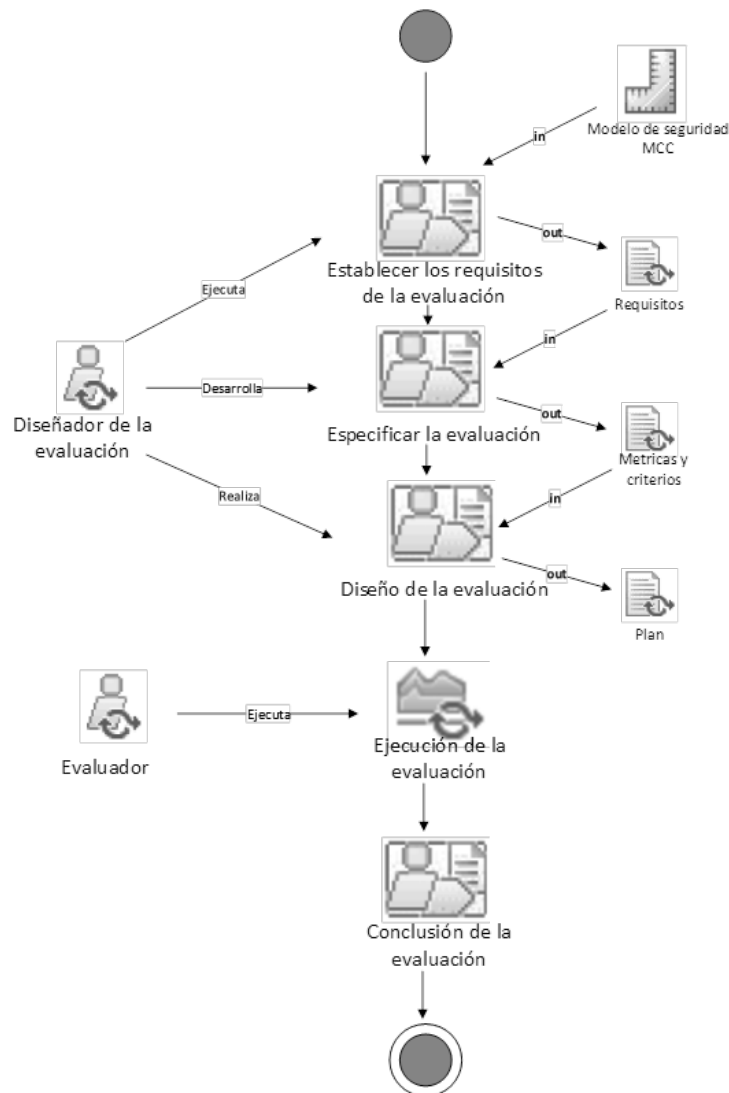 in
Modelo de seguridad
MCC
out
Establecer los requisitos
de la evaluación
Ejecuta
Requisitos
in
Desarrolla
Diseñador de la
evaluación
out
Especificar la evaluación
Metricas y
criterios
in
Realiza
out
Diseño de la evaluación
Plan
Ejecuta
Evaluador
Ejecución de la
evaluación
Conclusión de la
evaluación